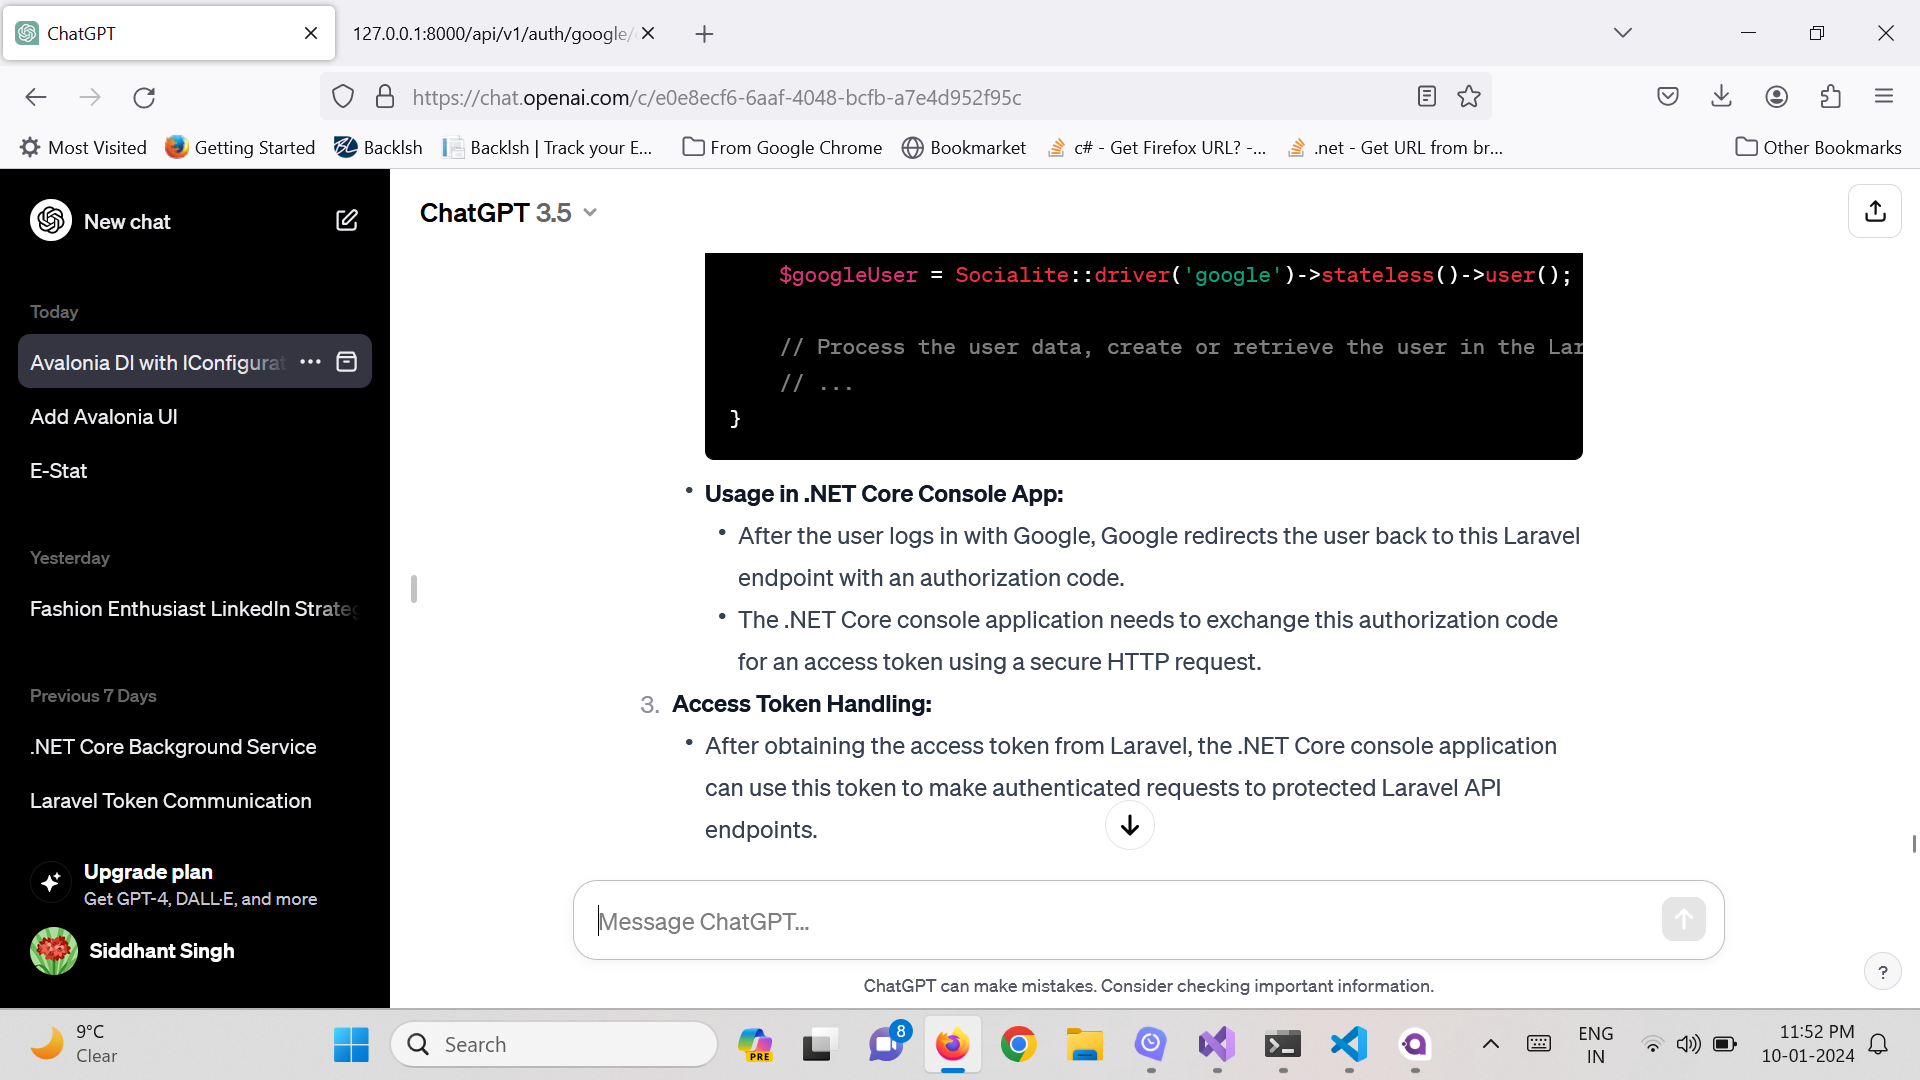 ChatGPT
127.0.0.1:8000/api/v1/auth/google/
https://chat.openai.com/c/e0e8ecf6-6aaf-4048-bcfb-a7e4d952f95c
Most Visited
Getting Started
Backlsh
Backlsh | Track your E...
From Google Chrome
Bookmarket
c# - Get Firefox URL? -...
.net - Get URL from br...
Other Bookmarks
New chat
Today
Avalonia DI with IConfigurat
Add Avalonia UI
E-Stat
Yesterday
Fashion Enthusiast LinkedIn Strateg
Previous 7 Days
.NET Core Background Service
Laravel Token Communication
Upgrade plan
Get GPT-4, DALL·E, and more
Siddhant Singh
ChatGPT 3.5
$googleUser = Socialite::driver('google')->stateless()->user();
// Process the user data, create or retrieve the user in the Lar
// ...
}
• Usage in .NET Core Console App:
• After the user logs in with Google, Google redirects the user back to this Laravel
endpoint with an authorization code.
• The .NET Core console application needs to exchange this authorization code
for an access token using a secure HTTP request.
3. Access Token Handling:
• After obtaining the access token from Laravel, the .NET Core console application
can use this token to make authenticated requests to protected Laravel API
endpoints.
Message ChatGPT...
ChatGPT can make mistakes. Consider checking important information.
?
9°C
Clear
Search
PRE
8
ENG
IN
11:52 PM
10-01-2024